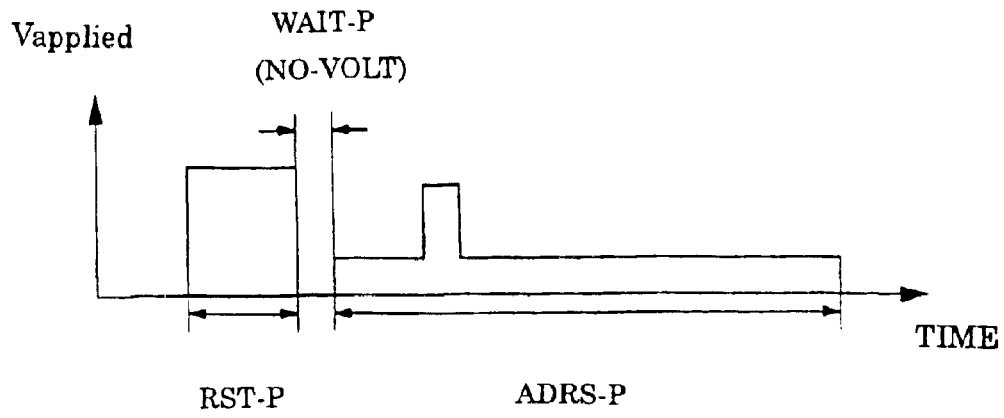 Vapplied
WAIT-P
(NO-VOLT)
TIME
RST-P
ADRS-P